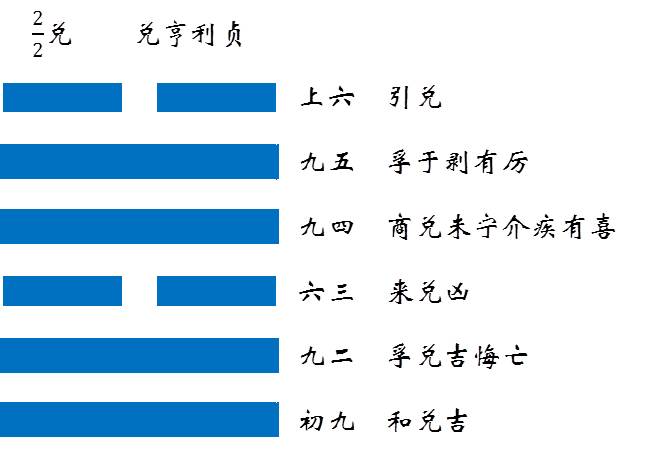 2/2兑 兑亨利贞
上六 引兑
九五 孚于剥有厉
九四 商兑未宁介疾有喜
六三 来兑凶
九二 孚兑吉悔亡
初九 和兑吉